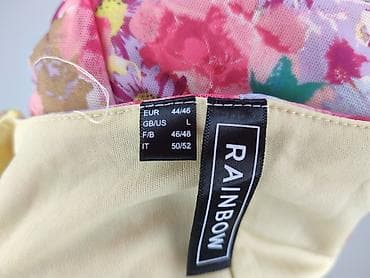 EUR 44/46
GB/US L
F/B 46/48
IT 50/52
RAINBOW